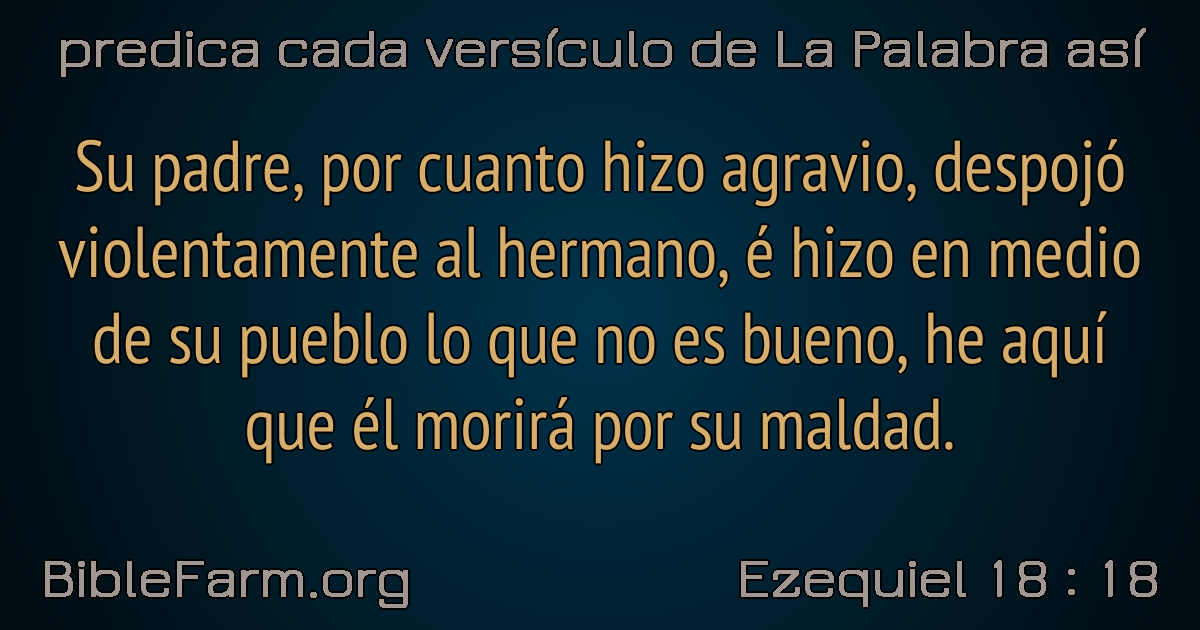 predica cada versículo de La Palabra así
Su padre, por cuanto hizo agravio, despojó
violentamente al hermano, é hizo en medio
de su pueblo lo que no es bueno, he aquí
que él morirá por su maldad.
BibleFarm.org
Ezequiel 18 : 18